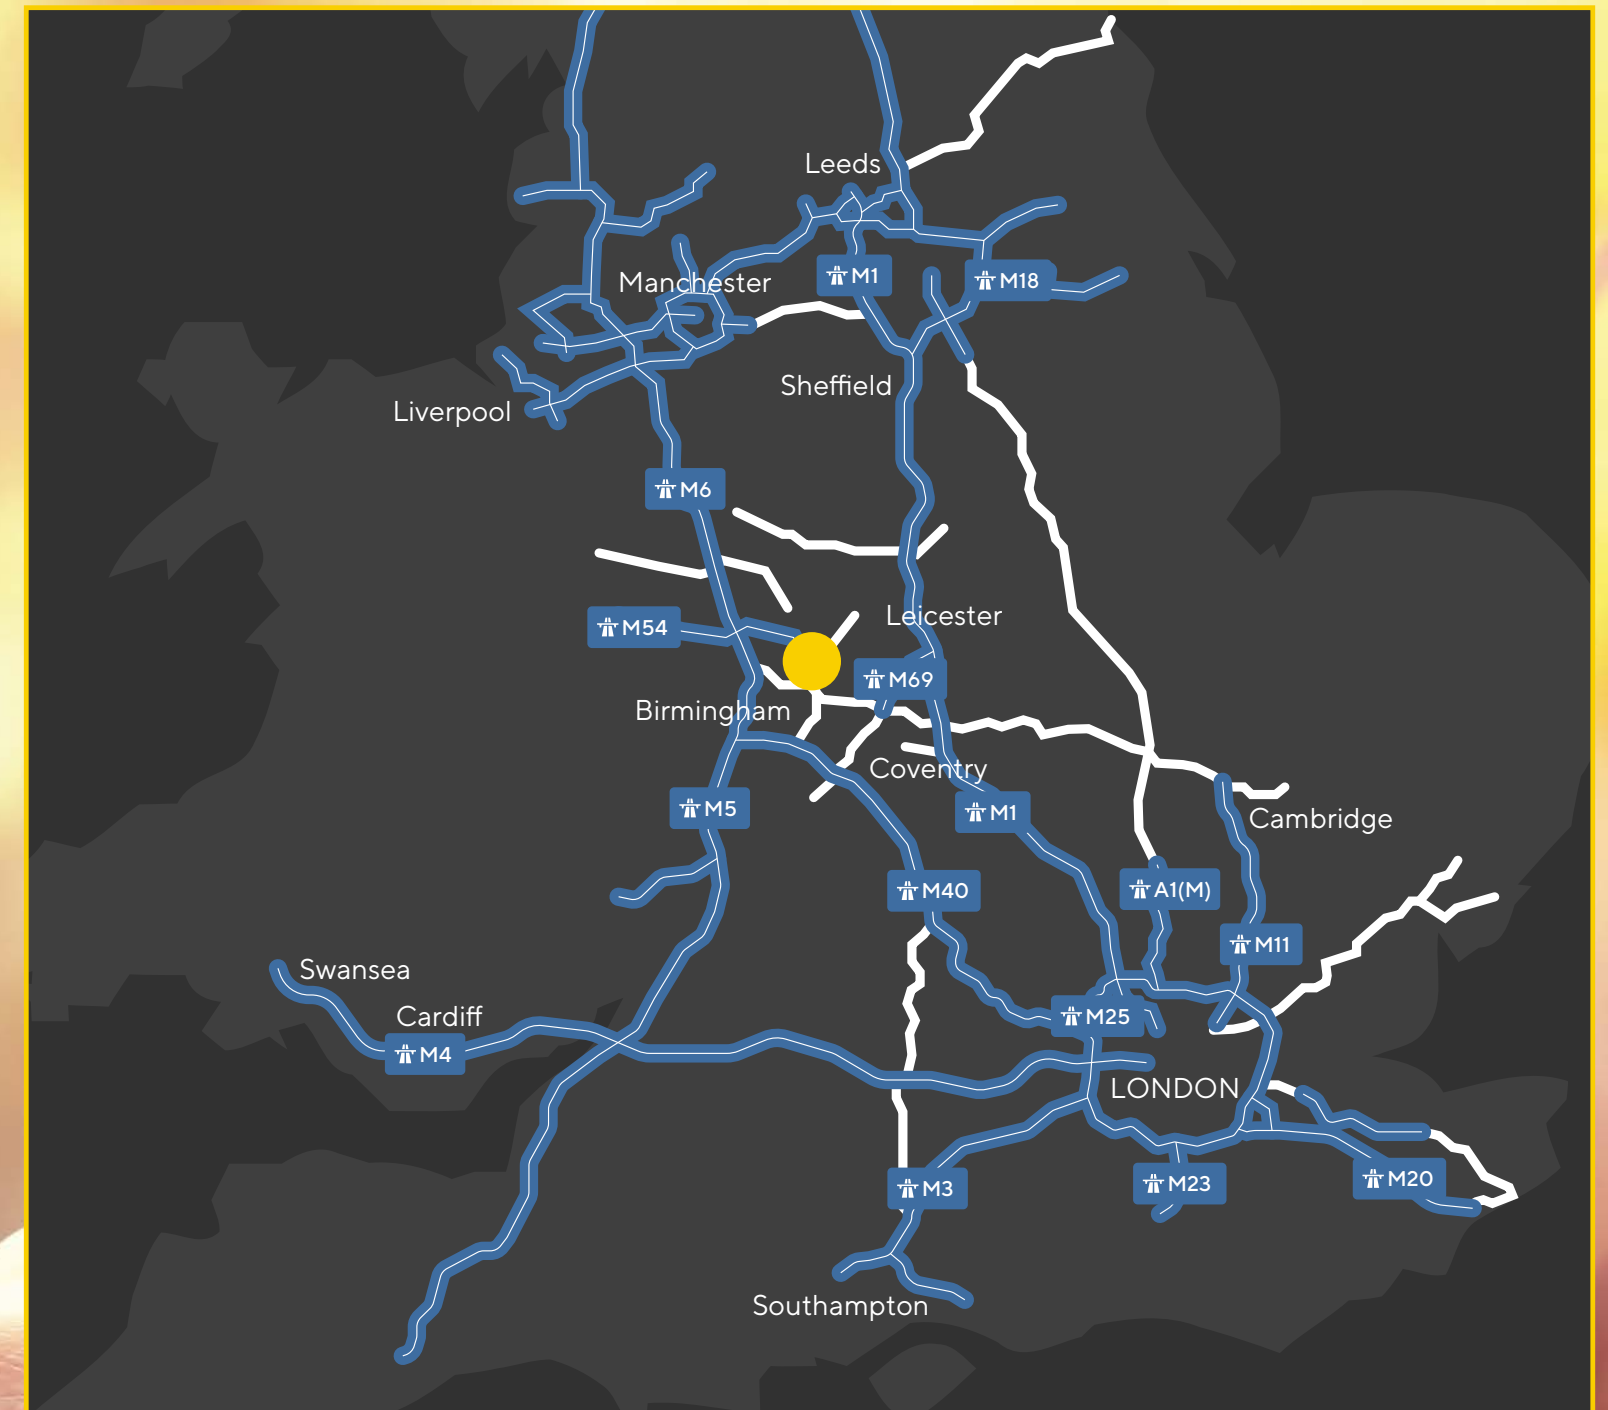 Leeds
M1
M18
Manchester
Sheffield
Liverpool
M6
M54
Leicester
M69
Birmingham
Coventry
M5
M1
Cambridge
M40
A1(M)
M11
Swansea
Cardiff
M4
M25
LONDON
M3
M23
M20
Southampton